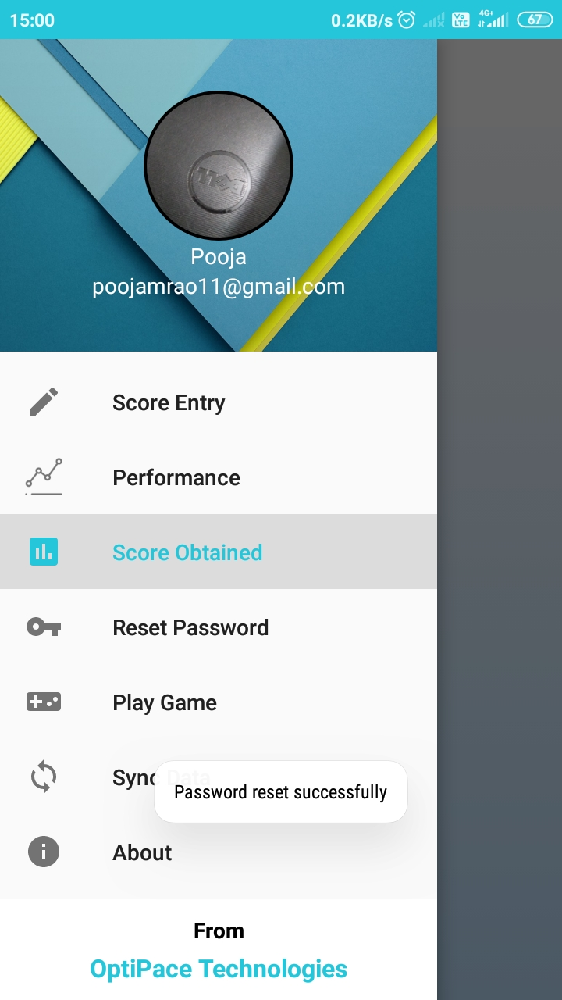 15:00 0.2KB/s Vo LTE 4G+ 67
DELL
Pooja
poojamrao11@gmail.com
Score Entry
Performance
Score Obtained
Reset Password
Play Game
Sync Data
Password reset successfully
About
From
OptiPace Technologies